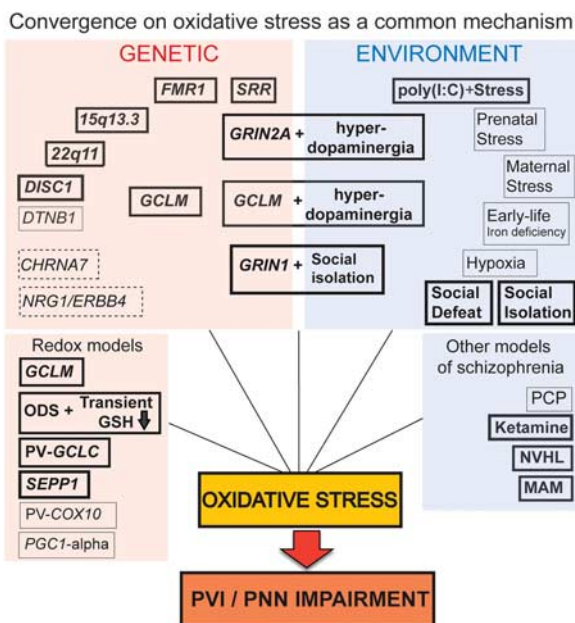 Convergence on oxidative stress as a common mechanism
GENETIC
FMR1
SRR
15q13.3
22q11
DISC1
DTNB1
GCLM
CHRNA7
NRG1/ERBB4
GRIN2A + hyper-
dopaminergia
GCLM + hyper-
dopaminergia
GRIN1 + Social
isolation
ENVIRONMENT
poly(I:C)+Stress
Prenatal
Stress
Maternal
Stress
Early-life
Iron deficiency
Hypoxia
Social
Defeat
Social
Isolation
Redox models
GCLM
ODS + Transient
GSH
PV-GCLC
SEPP1
PV-COX10
PGC1-alpha
Other models
of schizophrenia
PCP
Ketamine
NVHL
MAM
OXIDATIVE STRESS
PVI / PNN IMPAIRMENT